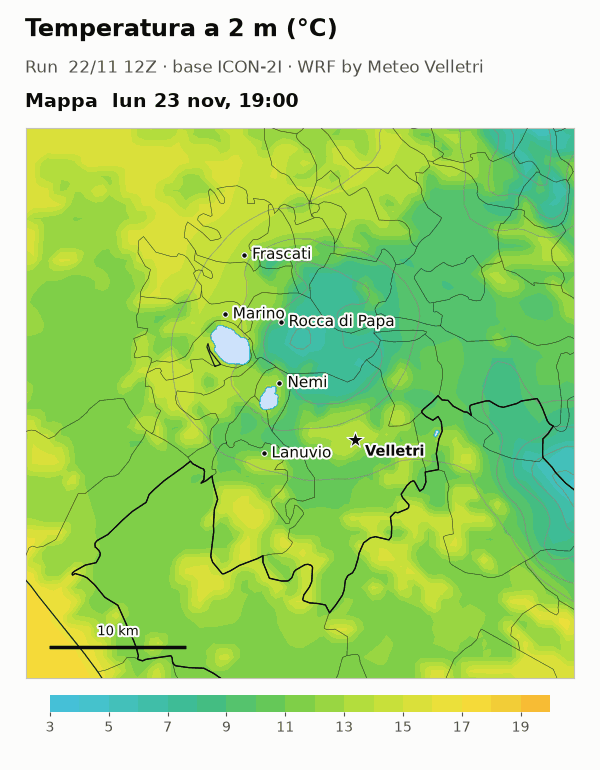 Temperatura a 2 m (°C)
Run  22/11 12Z · base ICON-2I · WRF by Meteo Velletri
Mappa  lun 23 nov, 19:00
Frascati
Marino
Rocca di Papa
Nemi
Velletri
Lanuvio
10 km
3 5 7 9 11 13 15 17 19